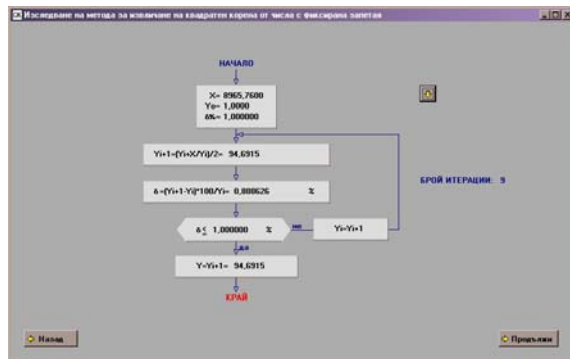 Изследване на метода за извличане на квадратен корена от числа с фиксирана запетая
НАЧАЛО
X= 8965,7600
Yo= 1,0000
δ%= 1,000000
Yi+1=(Yi+X/Yi)/2= 94,6915
δ=(Yi+1-Yi)*100/Yi= 0,000626 %
БРОЙ ИТЕРАЦИИ: 9
δ≤ 1,000000 %
не
Yi=Yi+1
да
Y=Yi+1= 94,6915
КРАЙ
Назад
Продължи